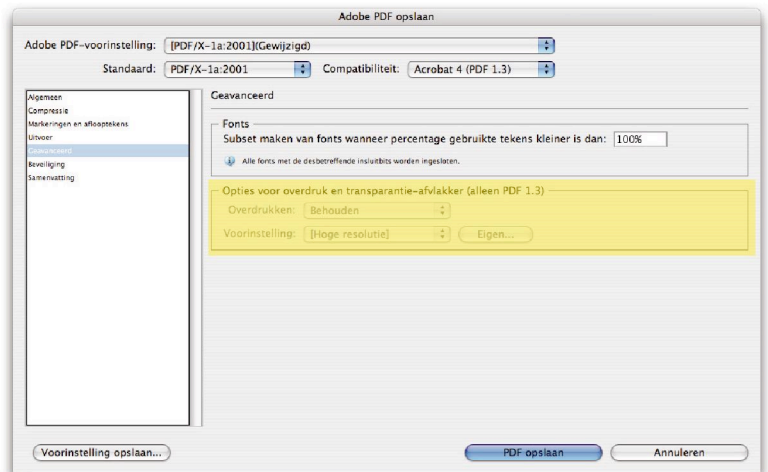 Adobe PDF opslaan
Adobe PDF-voorinstelling: [PDF/X-1a:2001](Gewijzigd)
Standaard: PDF/X-1a:2001 Compatibiliteit: Acrobat 4 (PDF 1.3)
Algemeen
Compressie
Markeringen en aflooptekens
Uitvoer
Geavanceerd
Beveiliging
Samenvatting
Geavanceerd
Fonts
Subset maken van fonts wanneer percentage gebruikte tekens kleiner is dan: 100%
Alle fonts met de desbetreffende insluitbits worden ingesloten.
Opties voor overdruk en transparantie-afvlakker (alleen PDF 1.3)
Overdrukken: Behouden
Voorinstelling: [Hoge resolutie] Eigen...
Voorinstelling opslaan... PDF opslaan Annuleren